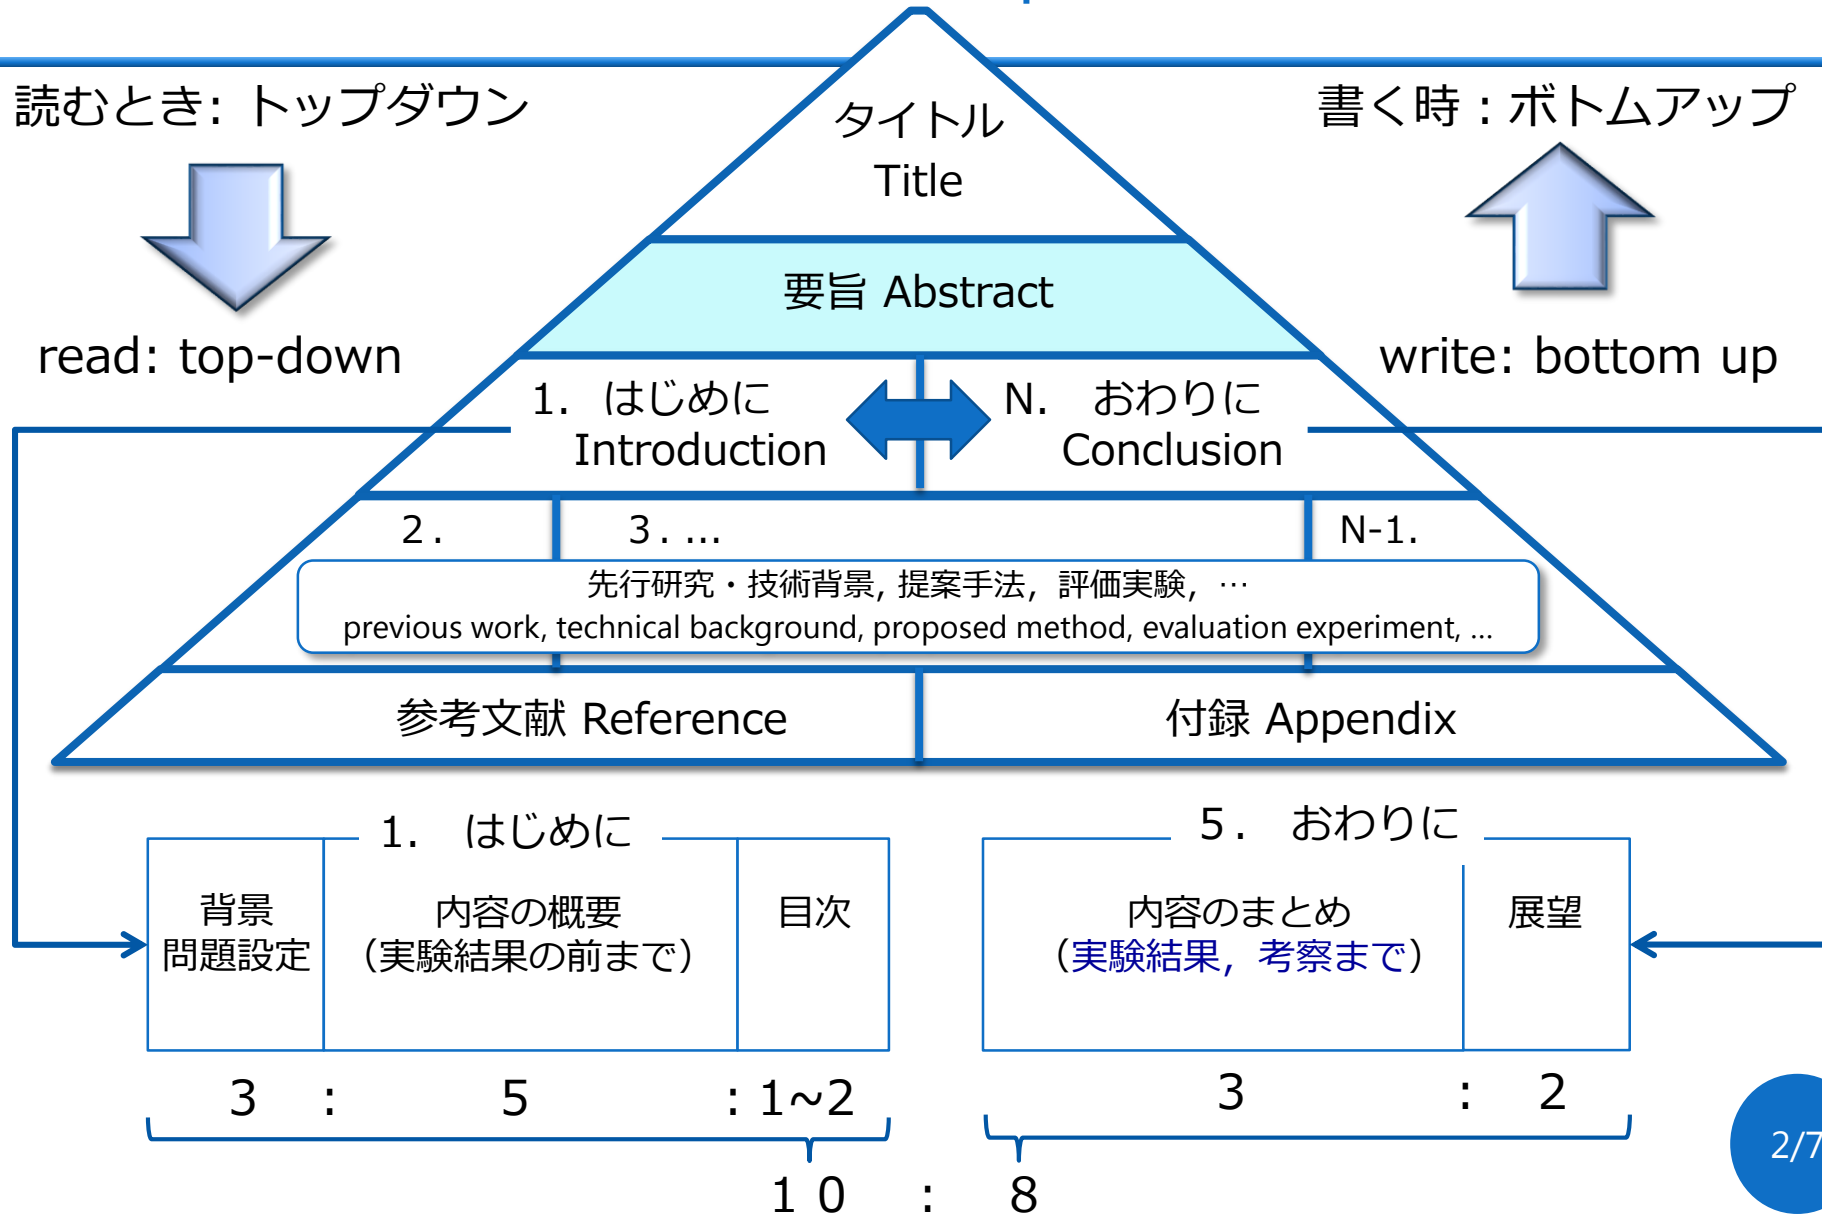 読むとき: トップダウン
書く時：ボトムアップ
タイトル
Title
要旨 Abstract
read: top-down
write: bottom up
1. はじめに
Introduction
N. おわりに
Conclusion
2.
3. ...
N-1.
先行研究・技術背景, 提案手法，評価実験，…
previous work, technical background, proposed method, evaluation experiment, ...
参考文献 Reference
付録 Appendix
1. はじめに
背景
問題設定
内容の概要
（実験結果の前まで）
目次
3 : 5 : 1~2
5. おわりに
内容のまとめ
（実験結果，考察まで）
展望
3 : 2
10 : 8
2/7